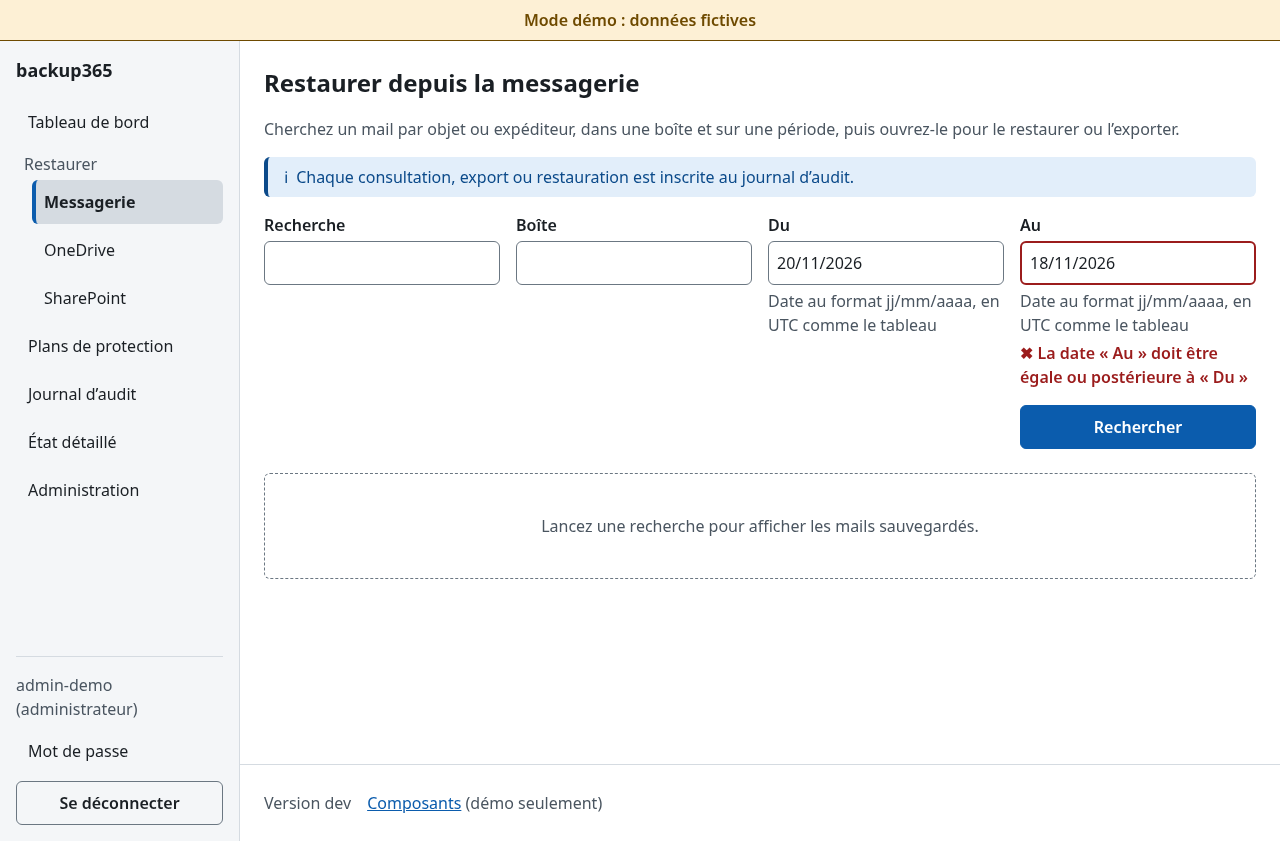 Mode démo : données fictives
backup365
Tableau de bord
Restaurer
Messagerie
OneDrive
SharePoint
Plans de protection
Journal d’audit
État détaillé
Administration
admin-demo
(administrateur)
Mot de passe
Se déconnecter
Restaurer depuis la messagerie
Cherchez un mail par objet ou expéditeur, dans une boîte et sur une période, puis ouvrez-le pour le restaurer ou l’exporter.
i Chaque consultation, export ou restauration est inscrite au journal d’audit.
Recherche
Boîte
Du
20/11/2026
Date au format jj/mm/aaaa, en
UTC comme le tableau
Au
18/11/2026
Date au format jj/mm/aaaa, en
UTC comme le tableau
✖ La date « Au » doit être
égale ou postérieure à « Du »
Rechercher
Lancez une recherche pour afficher les mails sauvegardés.
Version dev Composants (démo seulement)